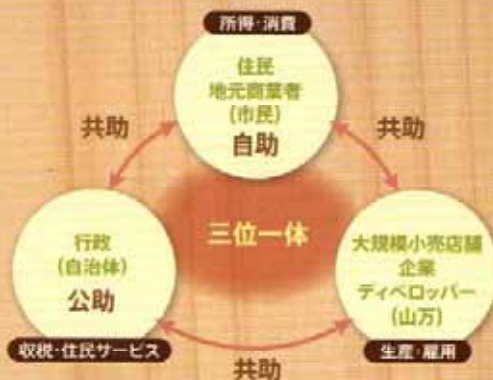 所得・消費
住民
地元商業者
(市民)
自助
共助
共助
三位一体
行政
(自治体)
公助
収税・住民サービス
大規模小売店舗
企業
ディベロッパー
(山万)
生産・雇用
共助